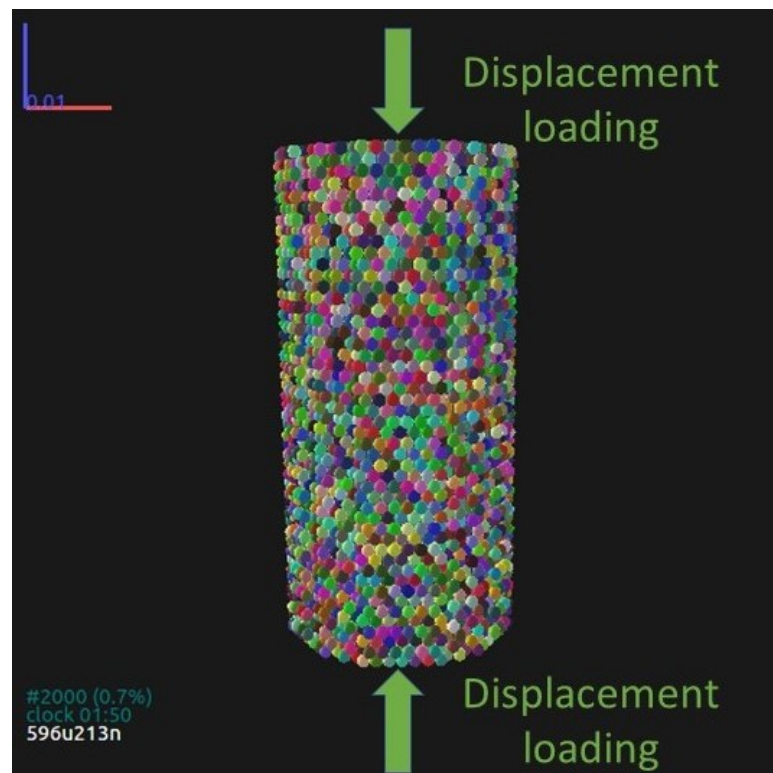 Displacement
loading
0.01
#2000 (0.7%)
clock 01:50
596u213n
Displacement
loading